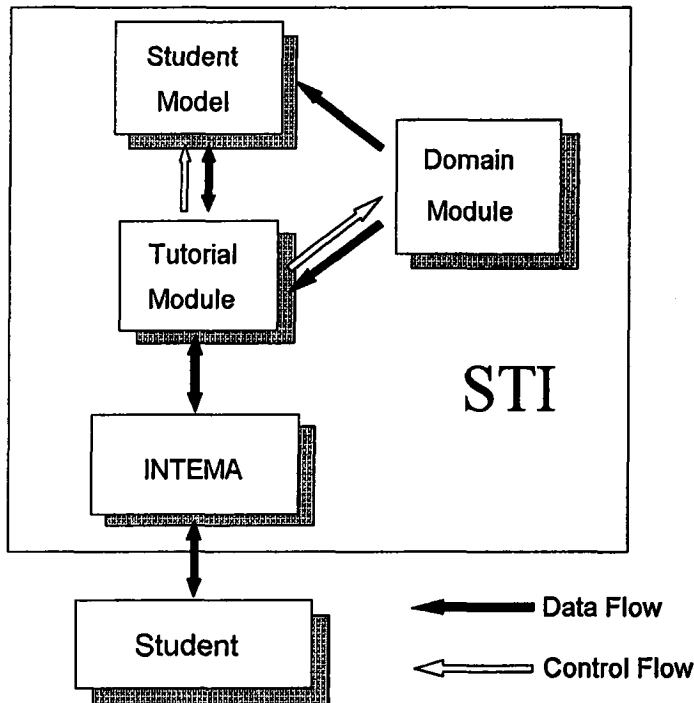 Student
Model
Domain
Module
Tutorial
Module
STI
INTEMA
Student
Data Flow
Control Flow